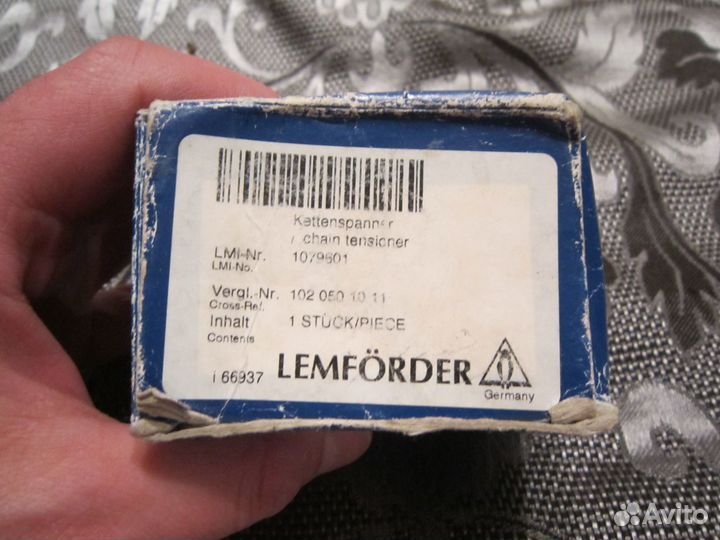 Kettenspanner
/ chain tensioner
LMI-Nr. 1079601
LMI-No.
Vergl.-Nr. 102 050 10 11
Cross-Ref.
Inhalt 1 STÜCK/PIECE
Contents
i 66937 LEMFÖRDER
Germany
Avito